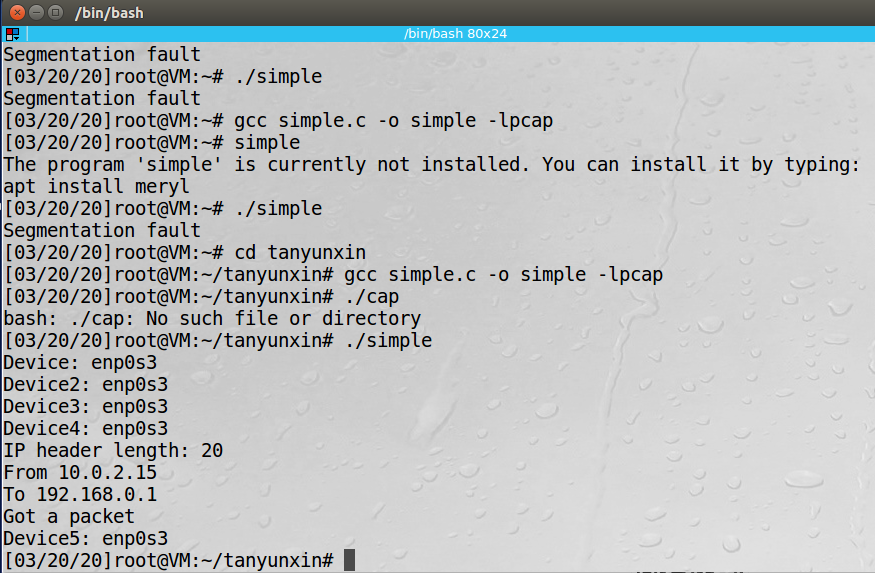 /bin/bash
/bin/bash 80x24
Segmentation fault
[03/20/20]root@VM:~# ./simple
Segmentation fault
[03/20/20]root@VM:~# gcc simple.c -o simple -lpcap
[03/20/20]root@VM:~# simple
The program 'simple' is currently not installed. You can install it by typing:
apt install meryl
[03/20/20]root@VM:~# ./simple
Segmentation fault
[03/20/20]root@VM:~# cd tanyunxin
[03/20/20]root@VM:~/tanyunxin# gcc simple.c -o simple -lpcap
[03/20/20]root@VM:~/tanyunxin# ./cap
bash: ./cap: No such file or directory
[03/20/20]root@VM:~/tanyunxin# ./simple
Device: enp0s3
Device2: enp0s3
Device3: enp0s3
Device4: enp0s3
IP header length: 20
From 10.0.2.15
To 192.168.0.1
Got a packet
Device5: enp0s3
[03/20/20]root@VM:~/tanyunxin#